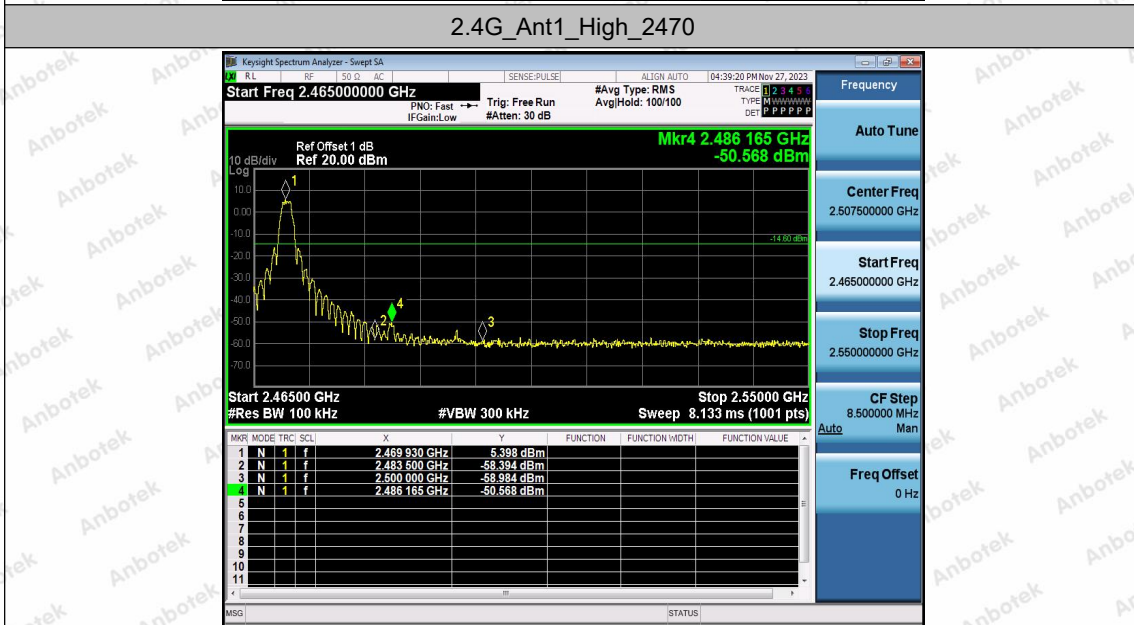 2.4G_Ant1_High_2470
Keysight Spectrum Analyzer - Swept SA
LXI RL RF 50 Ω AC SENSE:PULSE ALIGN AUTO 04:39:20 PM Nov 27, 2023
Start Freq 2.465000000 GHz
PNO: Fast
IFGain:Low
Trig: Free Run
#Atten: 30 dB
#Avg Type: RMS
Avg|Hold: 100/100
TRACE 1 2 3 4 5 6
TYPE M WWWWW
DET P P P P P P
Frequency
Mkr4 2.486 165 GHz
-50.568 dBm
Ref Offset 1 dB
10 dB/div Ref 20.00 dBm
Log
10.0
0.00
-10.0
-20.0
-30.0
-40.0
-50.0
-60.0
-70.0
1
2
4
3
-14.60 dBm
Start 2.46500 GHz Stop 2.55000 GHz
#Res BW 100 kHz #VBW 300 kHz Sweep 8.133 ms (1001 pts)
Auto Tune
Center Freq
2.507500000 GHz
Start Freq
2.465000000 GHz
Stop Freq
2.550000000 GHz
CF Step
8.500000 MHz
Auto Man
Freq Offset
0 Hz
MKR MODE TRC SCL X Y FUNCTION FUNCTION WIDTH FUNCTION VALUE
1 N 1 f 2.469 930 GHz 5.398 dBm
2 N 1 f 2.483 500 GHz -58.394 dBm
3 N 1 f 2.500 000 GHz -58.984 dBm
4 N 1 f 2.486 165 GHz -50.568 dBm
5
6
7
8
9
10
11
MSG STATUS
Anbotek